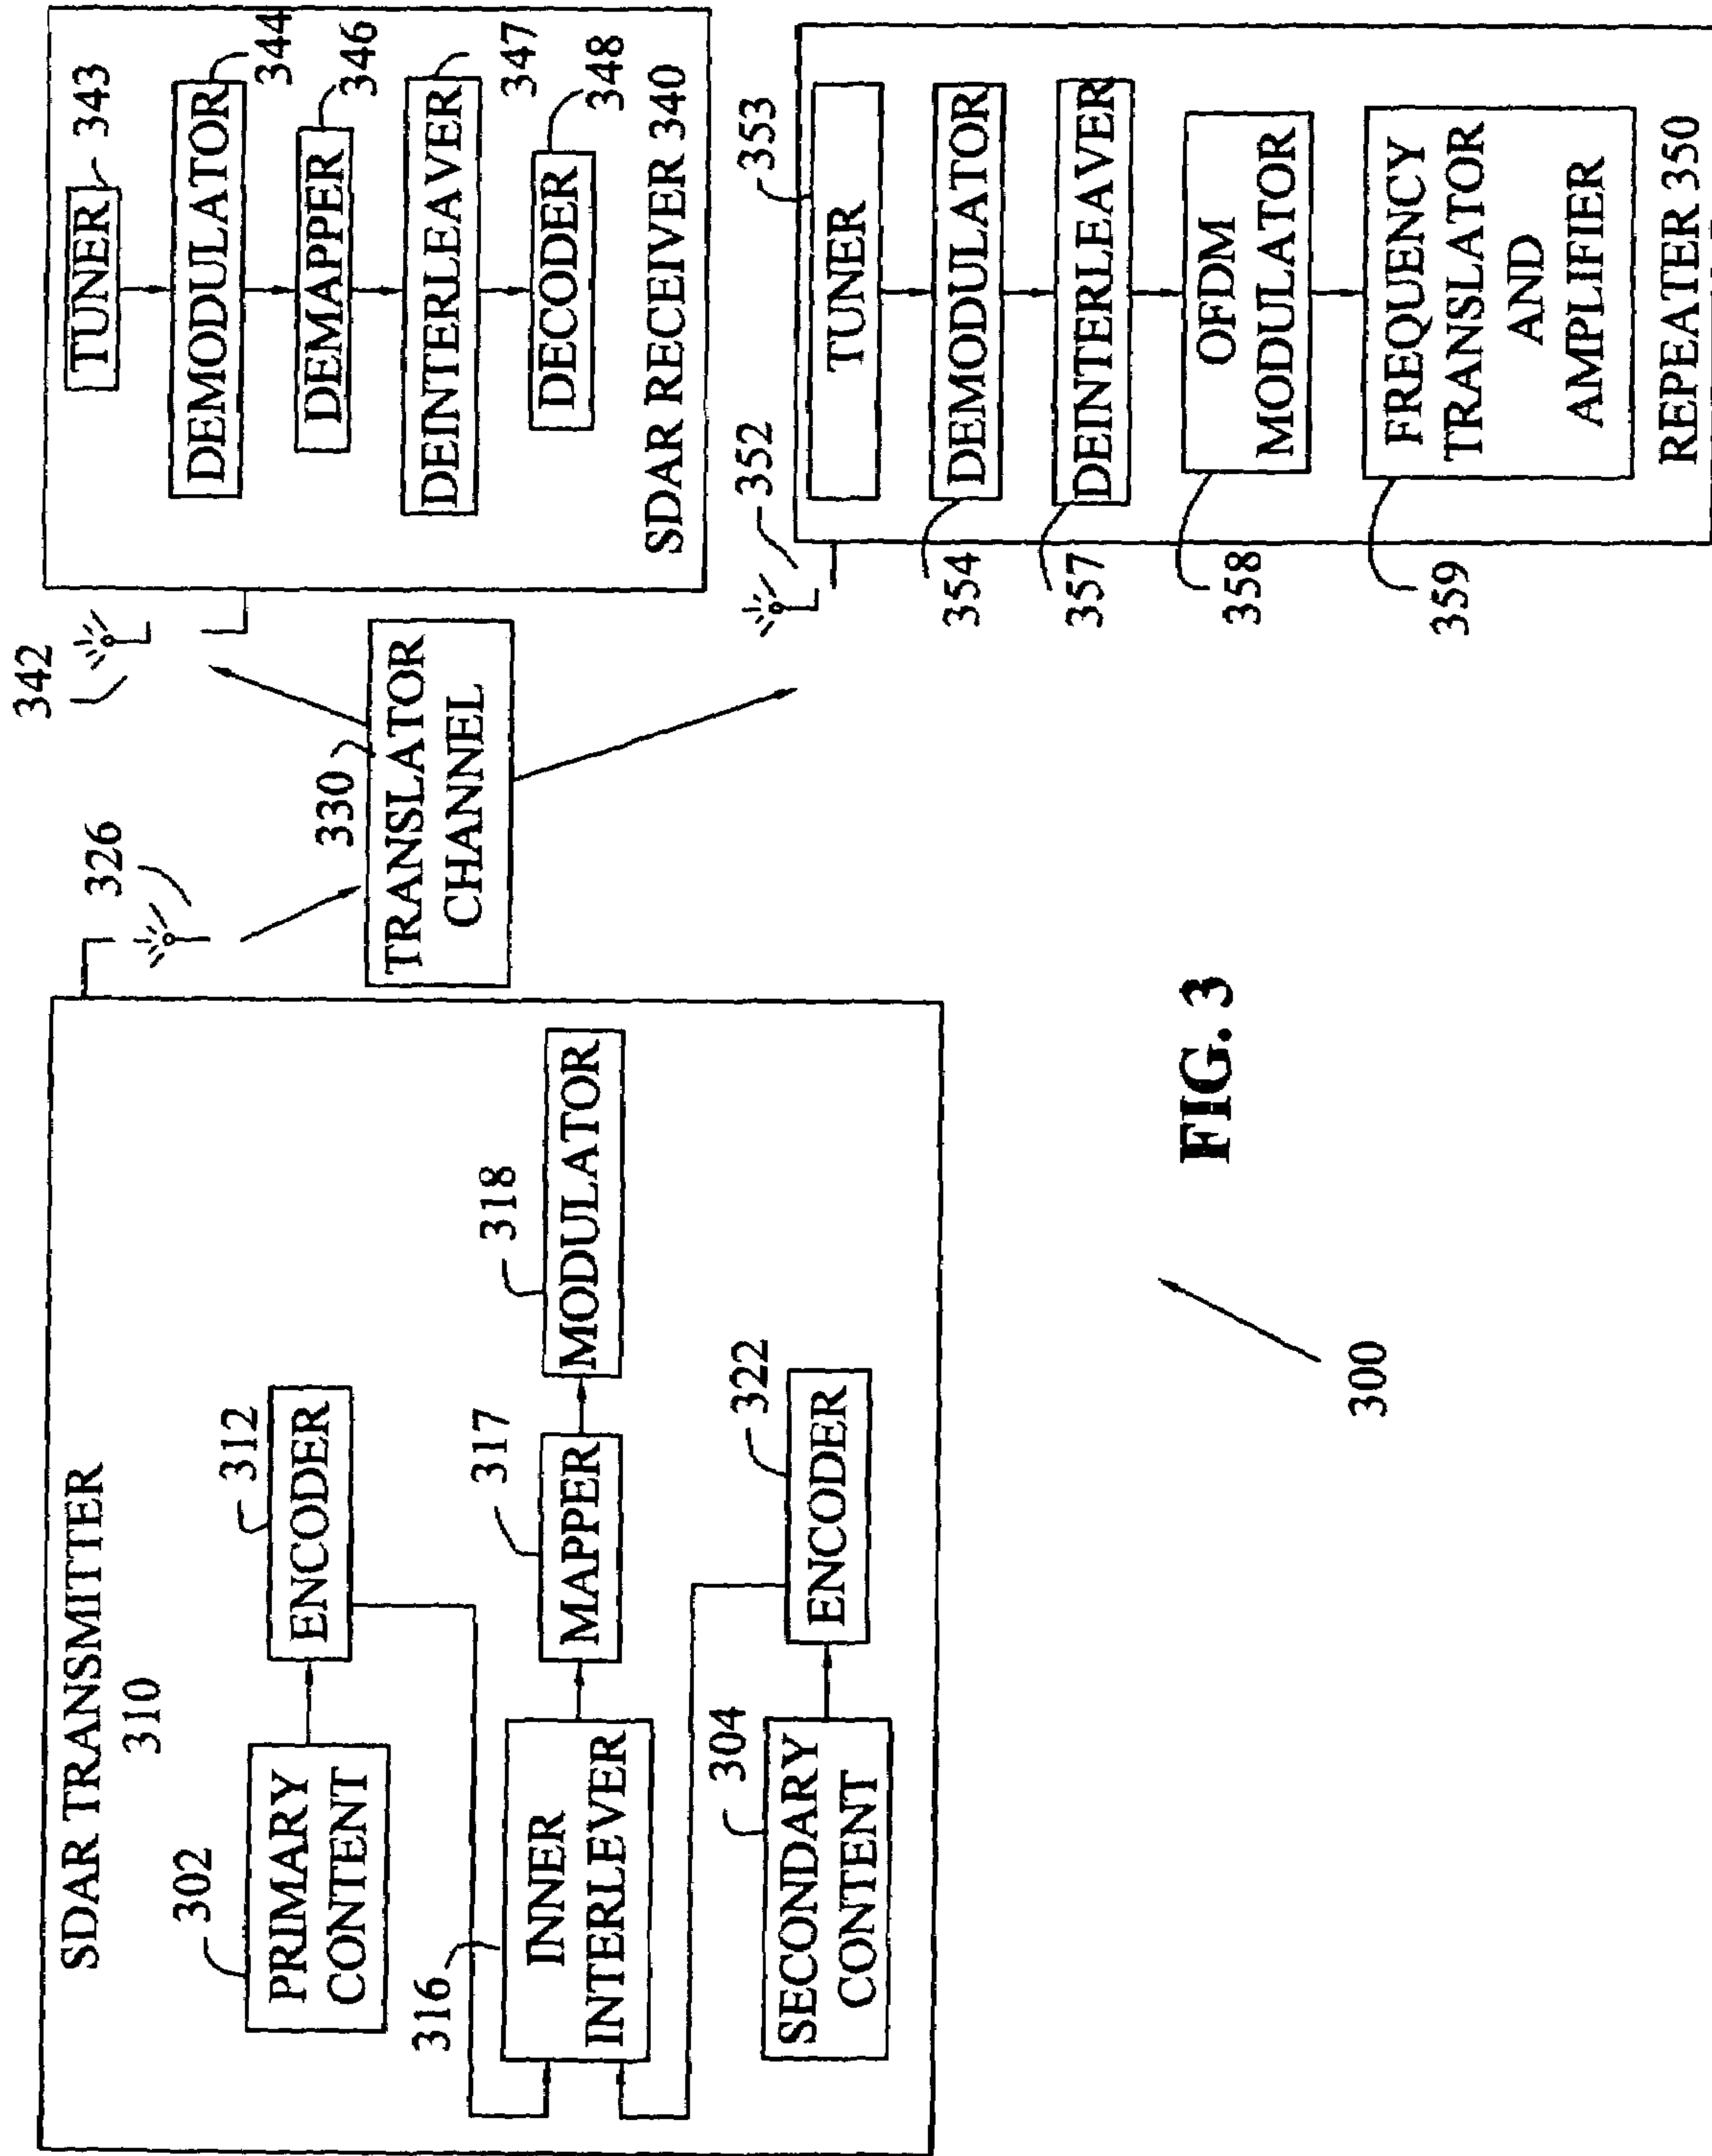 SDAR TRANSMITTER
310
302
PRIMARY
CONTENT
312
ENCODER
316
INNER
INTERLEVER
317
MAPPER
318
MODULATOR
304
SECONDARY
CONTENT
322
ENCODER
326
330
TRANSLATOR
CHANNEL
342
TUNER
343
DEMODULATOR
344
DEMAPPER
346
DEINTERLEAVER
347
DECODER
348
SDAR RECEIVER 340
352
TUNER
353
DEMODULATOR
354
DEINTERLEAVER
357
OFDM
MODULATOR
358
FREQUENCY
TRANSLATOR
AND
AMPLIFIER
359
REPEATER 350
300
FIG. 3